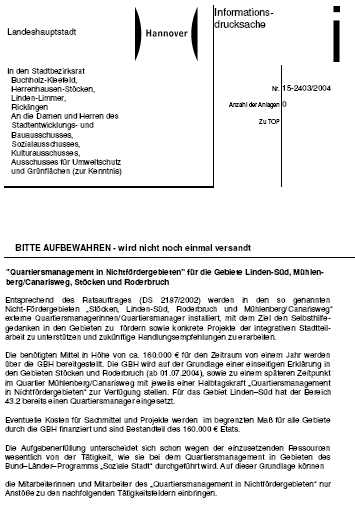 Landeshauptstadt
Hannover
Informations-
drucksache
i
In den Stadtbezirksrat
Buchholz-Kleefeld,
Herrenhausen-Stöcken,
Linden-Limmer,
Ricklingen
An die Damen und Herren des
Stadtentwicklungs- und
Bauausschusses,
Sozialausschusses,
Kulturausschusses,
Ausschusses für Umweltschutz
und Grünflächen (zur Kenntnis)
Nr. 15-2403/2004
Anzahl der Anlagen 0
Zu TOP
BITTE AUFBEWAHREN - wird nicht noch einmal versandt
"Quartiersmanagement in Nichtfördergebieten" für die Gebiete Linden-Süd, Mühlen-
berg/Canarisweg, Stöcken und Roderbruch
Entsprechend des Ratsauftrages (DS 2187/2002) werden in den so genannten
Nicht-Fördergebieten „Stöcken, Linden-Süd, Roderbruch und Mühlenberg/Canarisweg"
externe Quartiersmanagerinnen/Quartiersmanager installiert, mit dem Ziel den Selbsthilfe-
gedanken in den Gebieten zu fördern sowie konkrete Projekte der integrativen Stadtteil-
arbeit zu unterstützen und zukünftige Handlungsempfehlungen zu erarbeiten.
Die benötigten Mittel in Höhe von ca. 160.000 € für den Zeitraum von einem Jahr werden
über die GBH bereitgestellt. Die GBH wird auf der Grundlage einer einseitigen Erklärung in
den Gebieten Stöcken und Roderbruch (ab 01.07.2004), sowie zu einem späteren Zeitpunkt
im Quartier Mühlenberg/Canarisweg mit jeweils einer Halbtagskraft „Quartiersmanagement
in Nichtfördergebieten" zur Verfügung stellen. Für das Gebiet Linden–Süd hat der Bereich
43.2 bereits einen Quartiersmanager eingesetzt.
Eventuelle Kosten für Sachmittel und Projekte werden im begrenzten Maß für alle Gebiete
durch die GBH finanziert und sind Bestandteil des 160.000 € Etats.
Die Aufgabenerfüllung unterscheidet sich schon wegen der einzusetzenden Ressourcen
wesentlich von der Tätigkeit, wie sie bei dem Quartiersmanagement in Gebieten des
Bund–Länder–Programms „Soziale Stadt" durchgeführt wird. Auf dieser Grundlage können
die Mitarbeiterinnen und Mitarbeiter des „Quartiersmanagement in Nichtfördergebieten" nur
Anstöße zu den nachfolgenden Tätigkeitsfeldern einbringen.